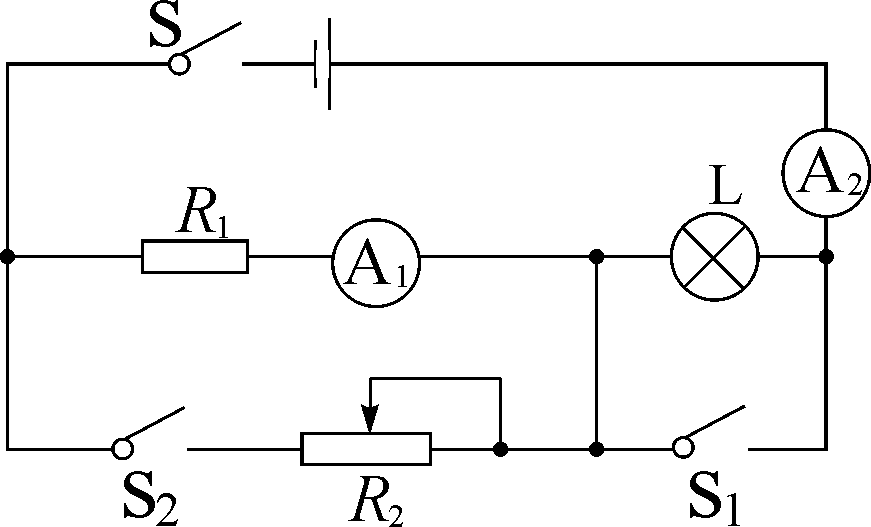 S
A₂
L
R₁
A₁
S₂
R₂
S₁